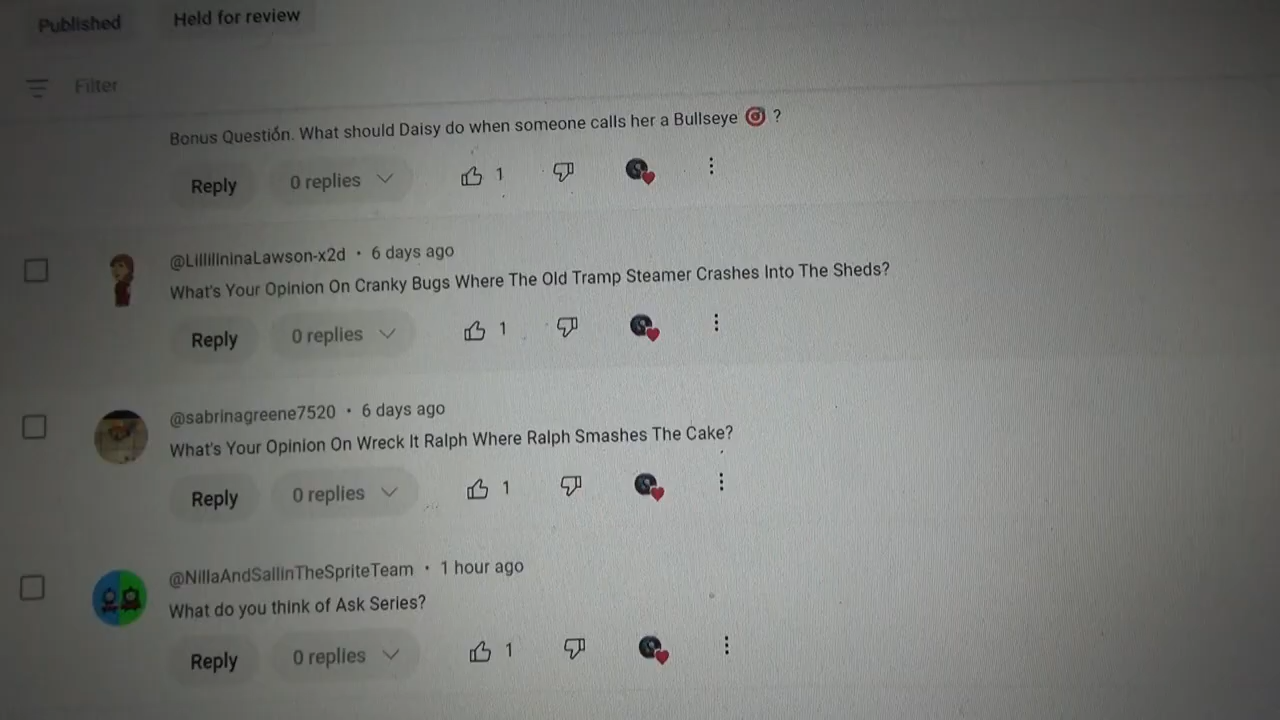 Published Held for review
Filter
Bonus Question. What should Daisy do when someone calls her a Bullseye 🎯 ?
Reply 0 replies 1
@LillilininaLawson-x2d • 6 days ago
What's Your Opinion On Cranky Bugs Where The Old Tramp Steamer Crashes Into The Sheds?
Reply 0 replies 1
@sabrinagreene7520 • 6 days ago
What's Your Opinion On Wreck It Ralph Where Ralph Smashes The Cake?
Reply 0 replies 1
@NillaAndSallinTheSpriteTeam • 1 hour ago
What do you think of Ask Series?
Reply 0 replies 1